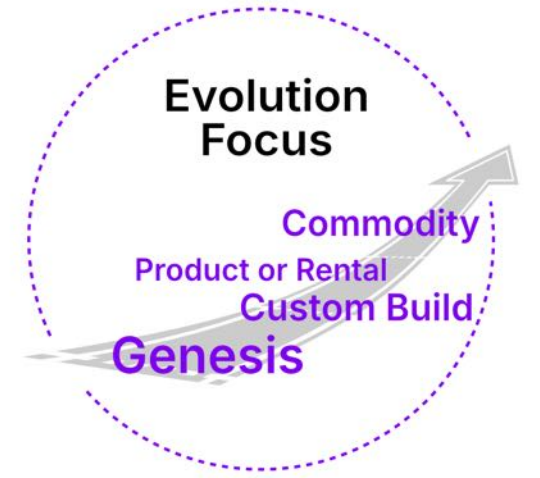 Evolution
Focus
Commodity
Product or Rental
Custom Build
Genesis